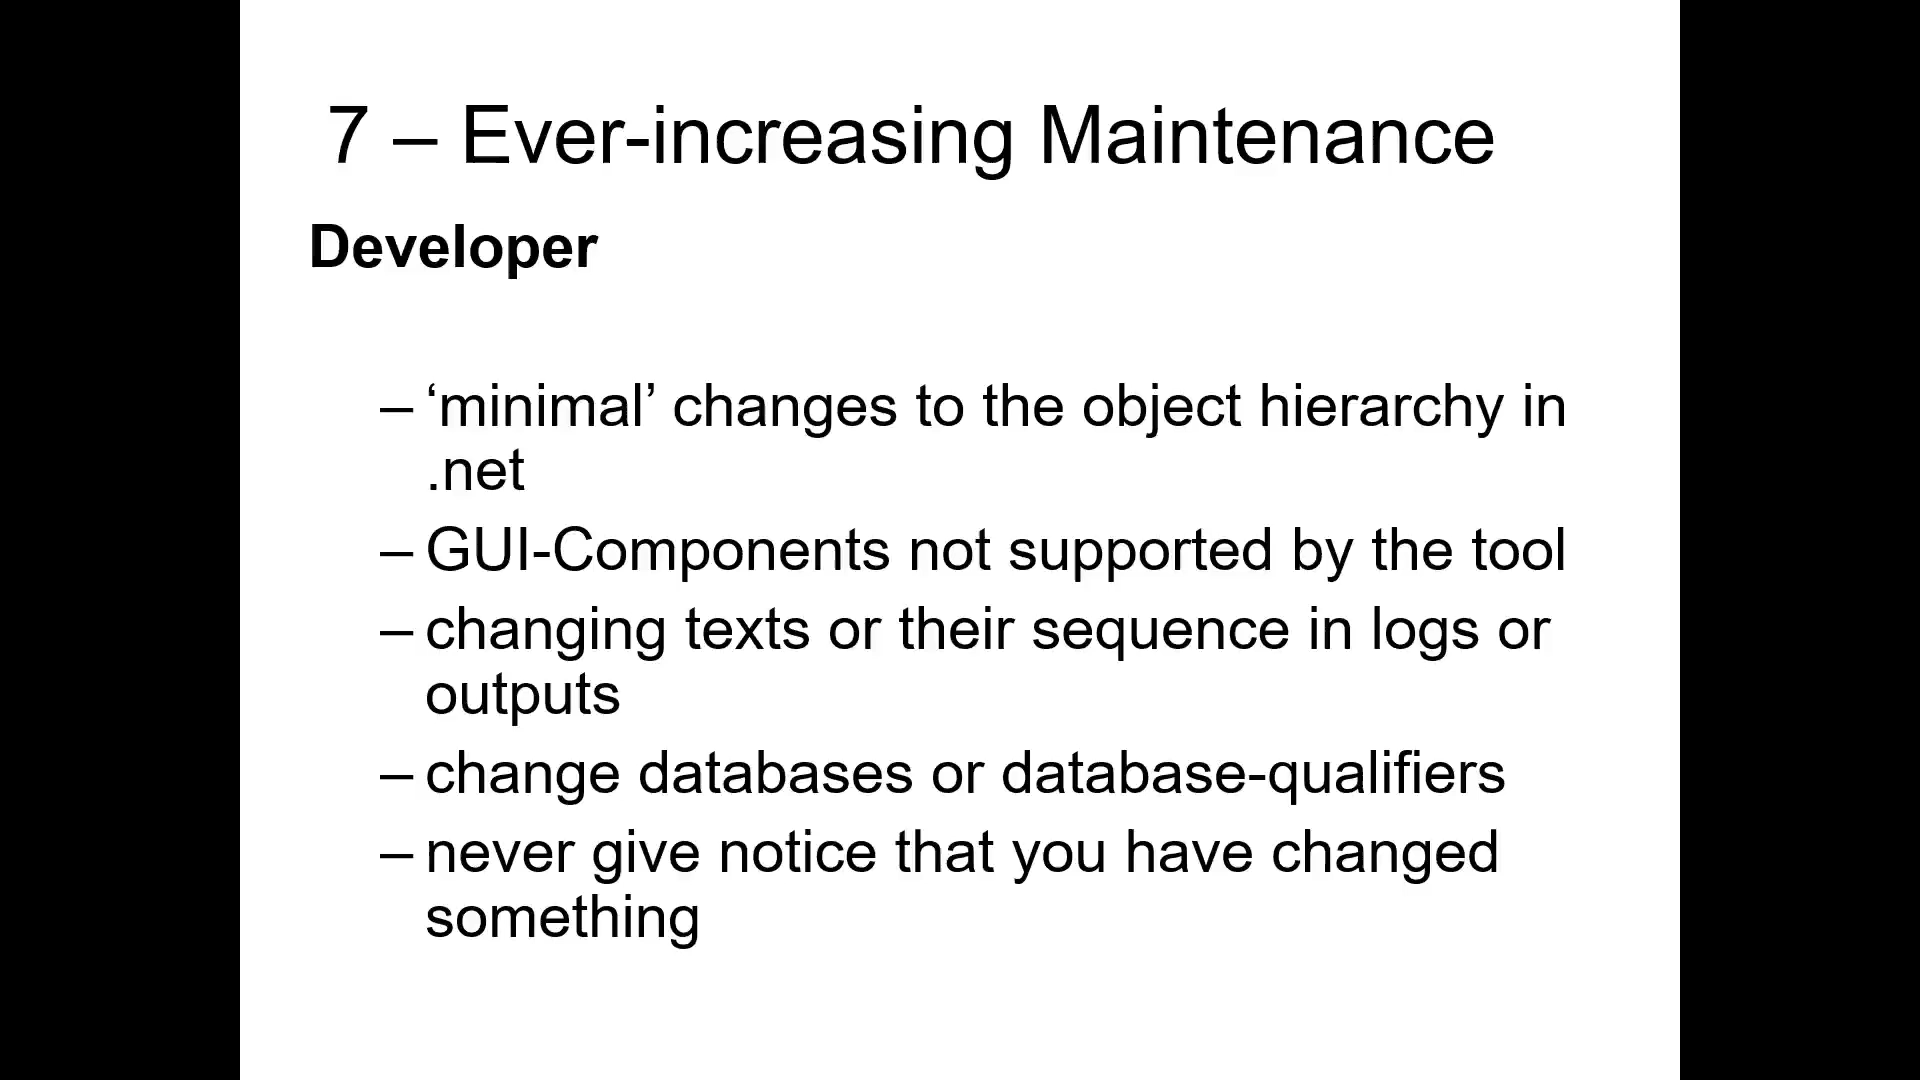 7 – Ever-increasing Maintenance
Developer
– ‘minimal’ changes to the object hierarchy in
.net
– GUI-Components not supported by the tool
– changing texts or their sequence in logs or
outputs
– change databases or database-qualifiers
– never give notice that you have changed
something